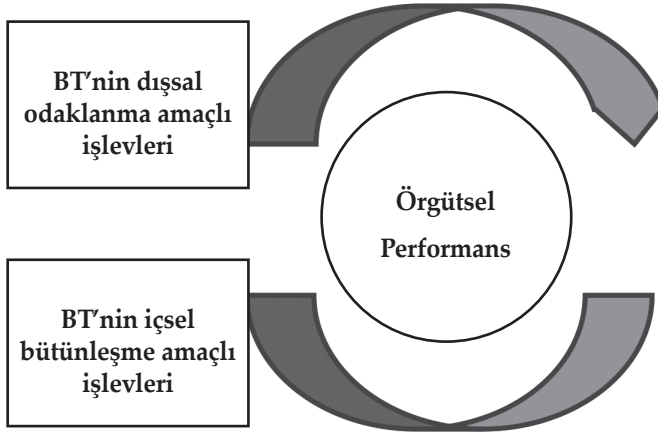 BT’nin dışsal
odaklanma amaçlı
işlevleri
Örgütsel
Performans
BT’nin içsel
bütünleşme amaçlı
işlevleri